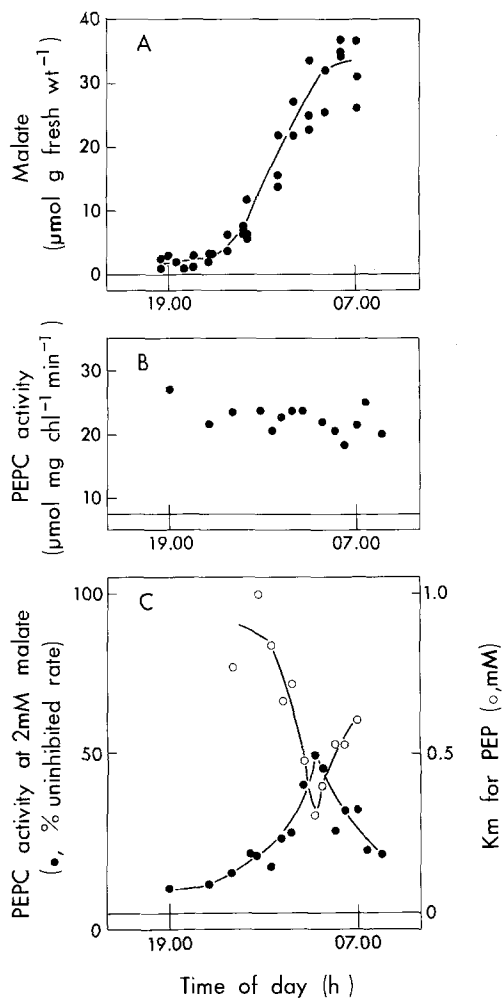 A
Malate
(µmol g fresh wt⁻¹)
40
30
20
10
0
19.00
07.00
B
PEPC activity
(µmol mg chl⁻¹ min⁻¹)
30
20
10
19.00
07.00
C
PEPC activity at 2mM malate
(●, % uninhibited rate)
100
50
0
1.0
0.5
0
Km for PEP (○,mM)
19.00
07.00
Time of day (h)